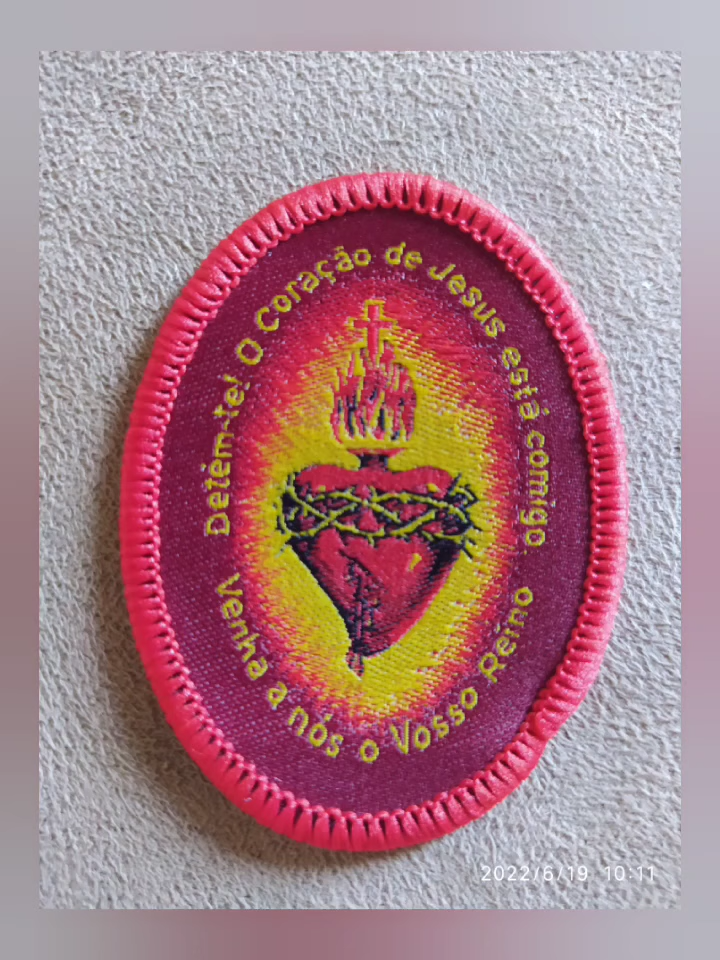 Detém-te! O Coração de Jesus está comigo.
Venha a nós o Vosso Reino
2022/6/19 10:11